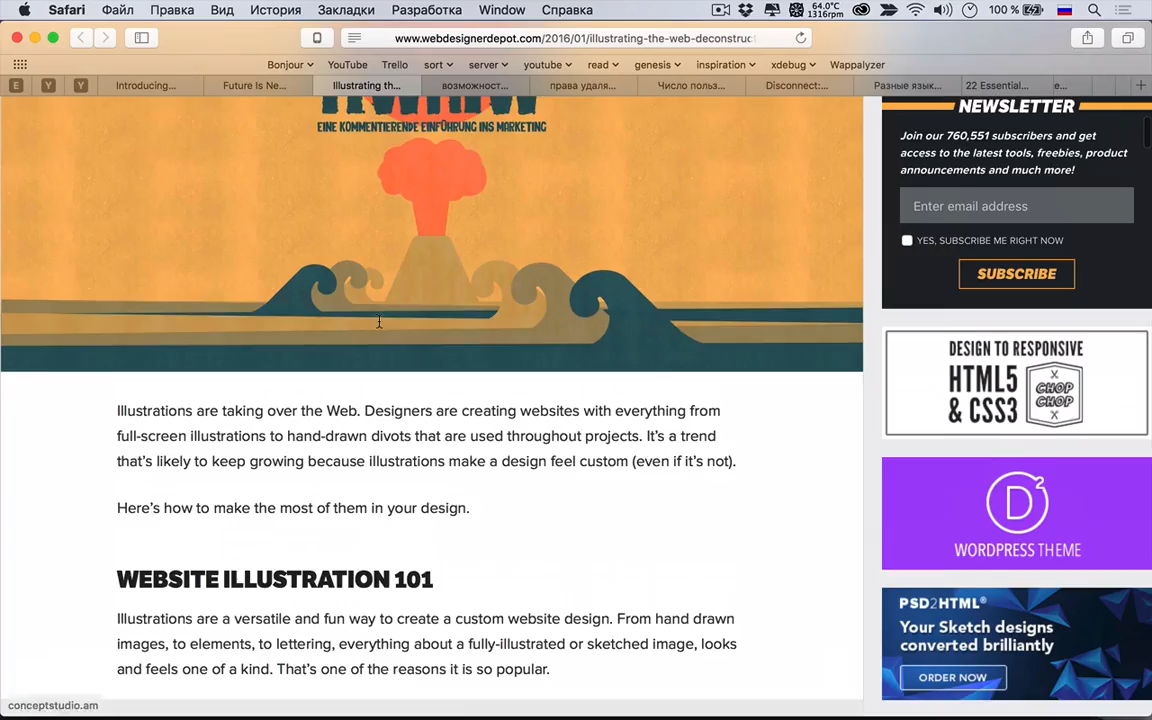 Safari Файл Правка Вид История Закладки Разработка Window Справка 64.0°C 1316rpm 100 %
www.webdesignerdepot.com/2016/01/illustrating-the-web-deconstruc
Bonjour YouTube Trello sort server youtube read genesis inspiration xdebug Wappalyzer
E Y Y Introducing... Future Is Ne... Illustrating th... возможност... права удаля... Число польз... Disconnect:... Разные язык... 22 Essential... e...
EINE KOMMENTIERENDE EINFÜHRUNG INS MARKETING
Illustrations are taking over the Web. Designers are creating websites with everything from
full-screen illustrations to hand-drawn divots that are used throughout projects. It's a trend
that's likely to keep growing because illustrations make a design feel custom (even if it's not).
Here's how to make the most of them in your design.
WEBSITE ILLUSTRATION 101
Illustrations are a versatile and fun way to create a custom website design. From hand drawn
images, to elements, to lettering, everything about a fully-illustrated or sketched image, looks
and feels one of a kind. That's one of the reasons it is so popular.
NEWSLETTER
Join our 760,551 subscribers and get
access to the latest tools, freebies, product
announcements and much more!
Enter email address
YES, SUBSCRIBE ME RIGHT NOW
SUBSCRIBE
DESIGN TO RESPONSIVE
HTML5
& CSS3
CHOP
CHOP
D2
WORDPRESS THEME
PSD2HTML®
Your Sketch designs
converted brilliantly
ORDER NOW
conceptstudio.am